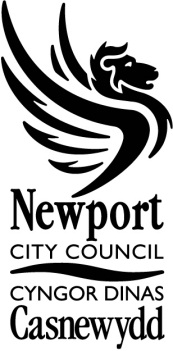 Newport
CITY COUNCIL
CYNGOR DINAS
Casnewydd